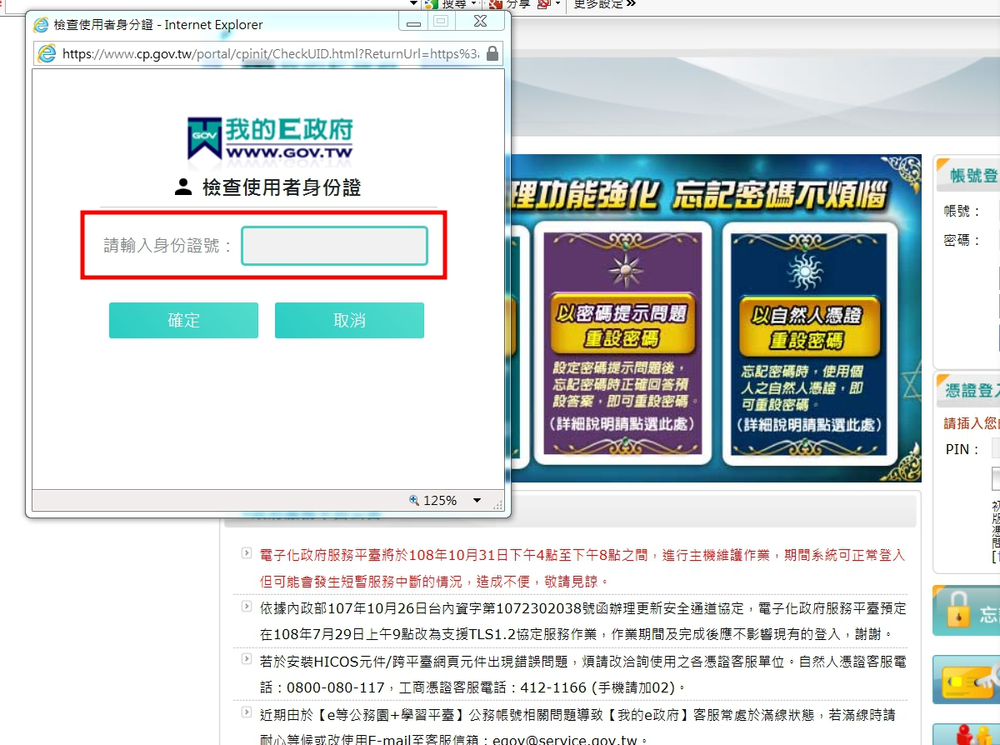 搜尋
分享
更多設定
檢查使用者身分證 - Internet Explorer
https://www.cp.gov.tw/portal/cpinit/CheckUID.html?ReturnUrl=https%3
GOV 我的E政府
WWW.GOV.TW
檢查使用者身份證
請輸入身份證號：
確定
取消
125%
理功能強化 忘記密碼不煩惱
以密碼提示問題
重設密碼
設定密碼提示問題後，
忘記密碼時正確回答預
設答案，即可重設密碼。
（詳細說明請點選此處）
以自然人憑證
重設密碼
忘記密碼時，使用個
人之自然人憑證，即
可重設密碼。
（詳細說明請點選此處）
帳號登
帳號：
密碼：
憑證登入
請插入您的
PIN：
初
版
憑
問
忘
電子化政府服務平臺將於108年10月31日下午4點至下午8點之間，進行主機維護作業，期間系統可正常登入
但可能會發生短暫服務中斷的情況，造成不便，敬請見諒。
依據內政部107年10月26日台內資字第1072302038號函辦理更新安全通道協定，電子化政府服務平臺預定
在108年7月29日上午9點改為支援TLS1.2協定服務作業，作業期間及完成後應不影響現有的登入，謝謝。
若於安裝HICOS元件/跨平臺網頁元件出現錯誤問題，煩請改洽詢使用之各憑證客服單位。自然人憑證客服電
話：0800-080-117，工商憑證客服電話：412-1166 (手機請加02)。
近期由於【e等公務園+學習平臺】公務帳號相關問題導致【我的e政府】客服常處於滿線狀態，若滿線時請
耐心等候或改使用E-mail至客服信箱：egov@service.gov.tw。